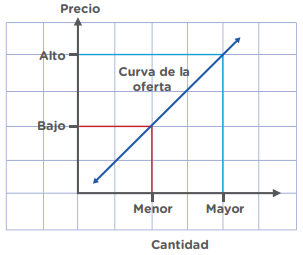 Precio
Alto
Curva de la
oferta
Bajo
Menor
Mayor
Cantidad